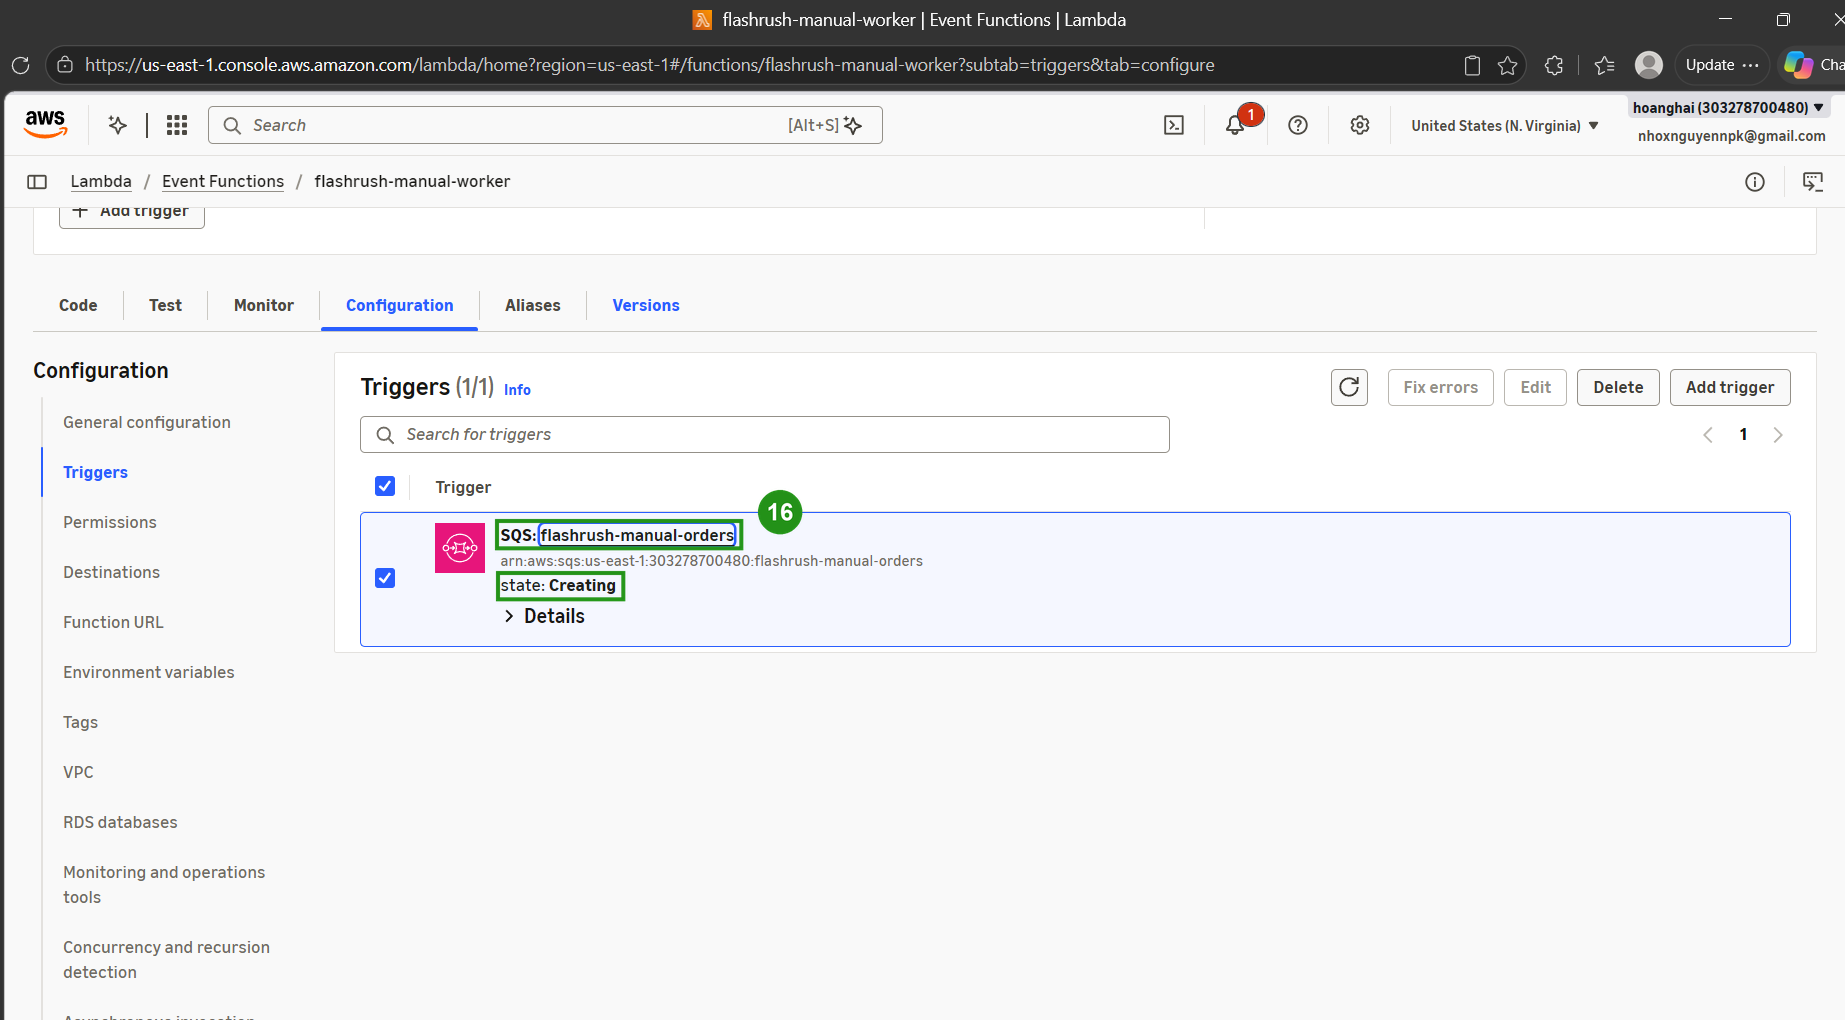 flashrush-manual-worker | Event Functions | Lambda
https://us-east-1.console.aws.amazon.com/lambda/home?region=us-east-1#/functions/flashrush-manual-worker?subtab=triggers&tab=configure
Update
Cha
aws
Search
[Alt+S]
1
United States (N. Virginia)
hoanghai (303278700480)
nhoxnguyennpk@gmail.com
Lambda / Event Functions / flashrush-manual-worker
Add trigger
Code
Test
Monitor
Configuration
Aliases
Versions
Configuration
General configuration
Triggers
Permissions
Destinations
Function URL
Environment variables
Tags
VPC
RDS databases
Monitoring and operations
tools
Concurrency and recursion
detection
Asynchronous invocation
Triggers (1/1) Info
Fix errors
Edit
Delete
Add trigger
Search for triggers
1
Trigger
16
SQS: flashrush-manual-orders
arn:aws:sqs:us-east-1:303278700480:flashrush-manual-orders
state: Creating
Details